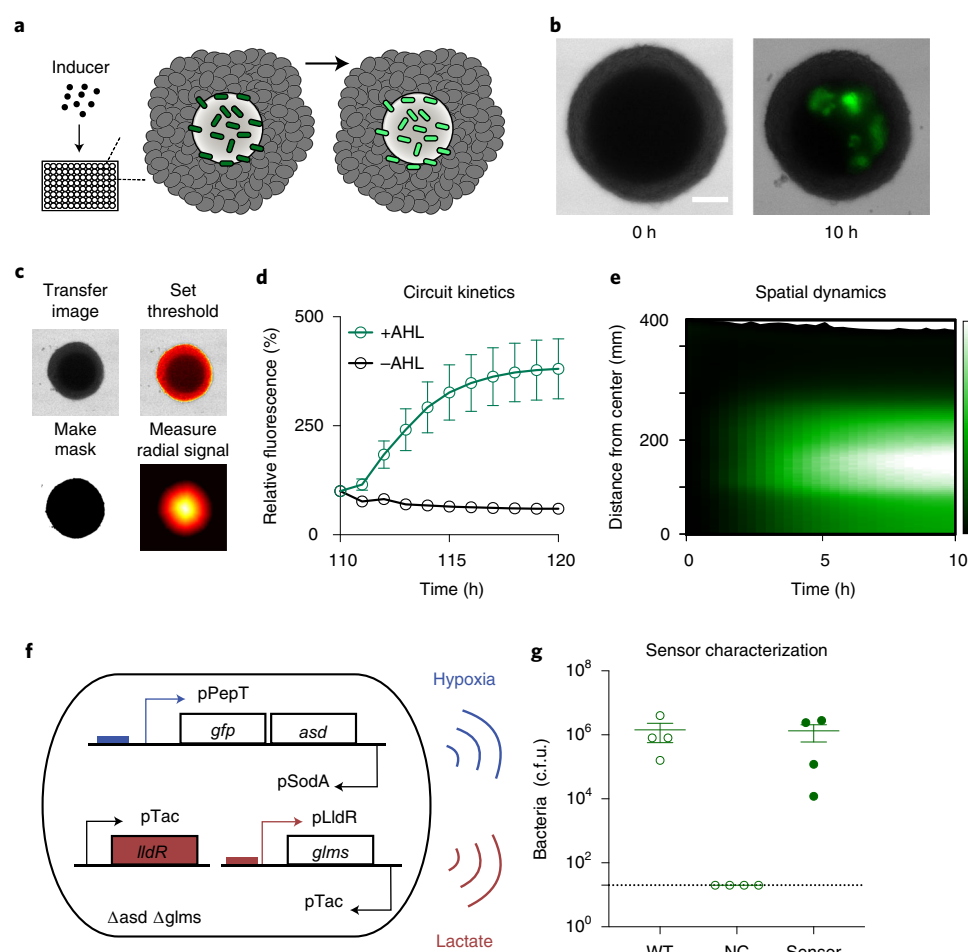 a
Inducer
b
0 h
10 h
c
Transfer
image
Set
threshold
Make
mask
Measure
radial signal
d
Circuit kinetics
Relative fluorescence (%)
500
250
0
+AHL
–AHL
110
115
120
Time (h)
e
Spatial dynamics
Distance from center (mm)
400
200
0
0
5
10
Time (h)
f
pPepT
gfp
asd
pSodA
Hypoxia
pTac
lldR
pLldR
glms
pTac
Δasd Δglms
Lactate
g
Sensor characterization
Bacteria (c.f.u.)
10^8
10^6
10^4
10^2
10^0
WT
NC
Sensor